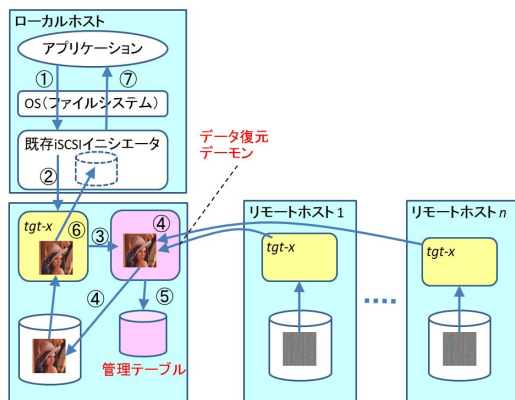 ローカルホスト
アプリケーション
① ⑦
OS(ファイルシステム)
既存iSCSIイニシエータ
②
データ復元
デーモン
tgt-x ⑥ ③ ④
④ ⑤
管理テーブル
リモートホスト 1
tgt-x
リモートホスト n
tgt-x